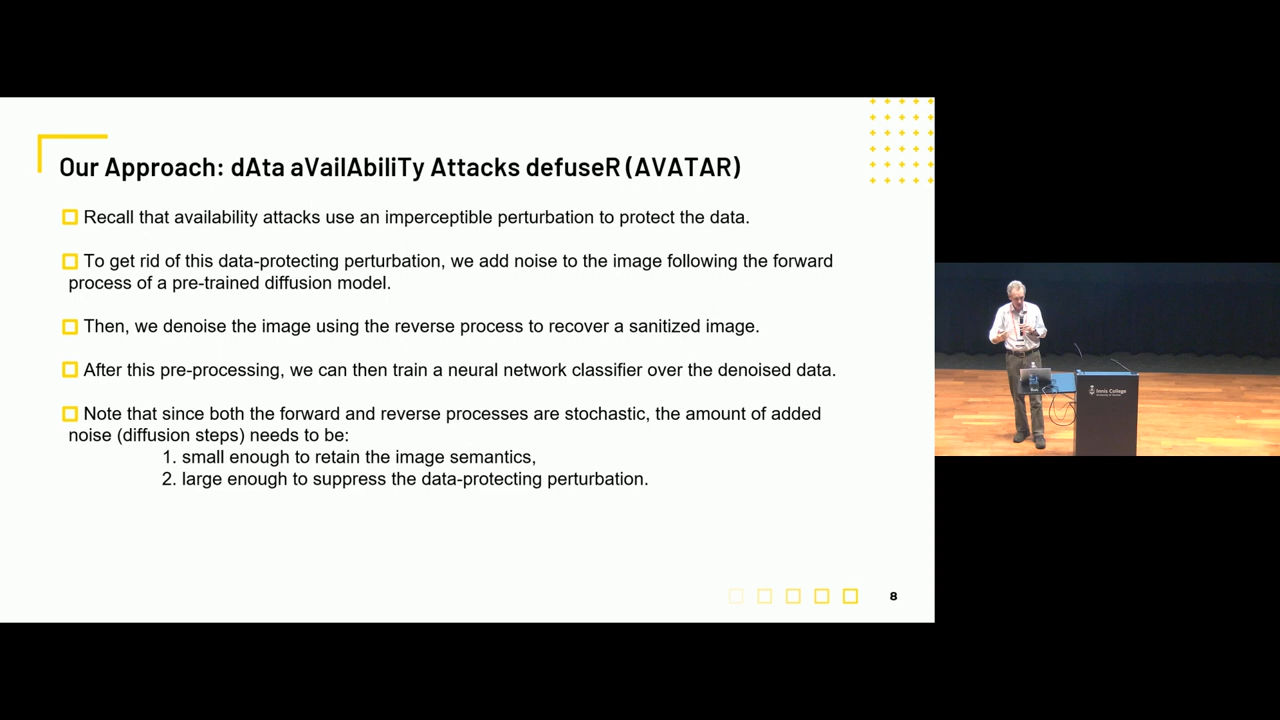 Our Approach: dAta aVailAbiliTy Attacks defuseR (AVATAR)
Recall that availability attacks use an imperceptible perturbation to protect the data.
To get rid of this data-protecting perturbation, we add noise to the image following the forward
process of a pre-trained diffusion model.
Then, we denoise the image using the reverse process to recover a sanitized image.
After this pre-processing, we can then train a neural network classifier over the denoised data.
Note that since both the forward and reverse processes are stochastic, the amount of added
noise (diffusion steps) needs to be:
1. small enough to retain the image semantics,
2. large enough to suppress the data-protecting perturbation.
8
Innis College